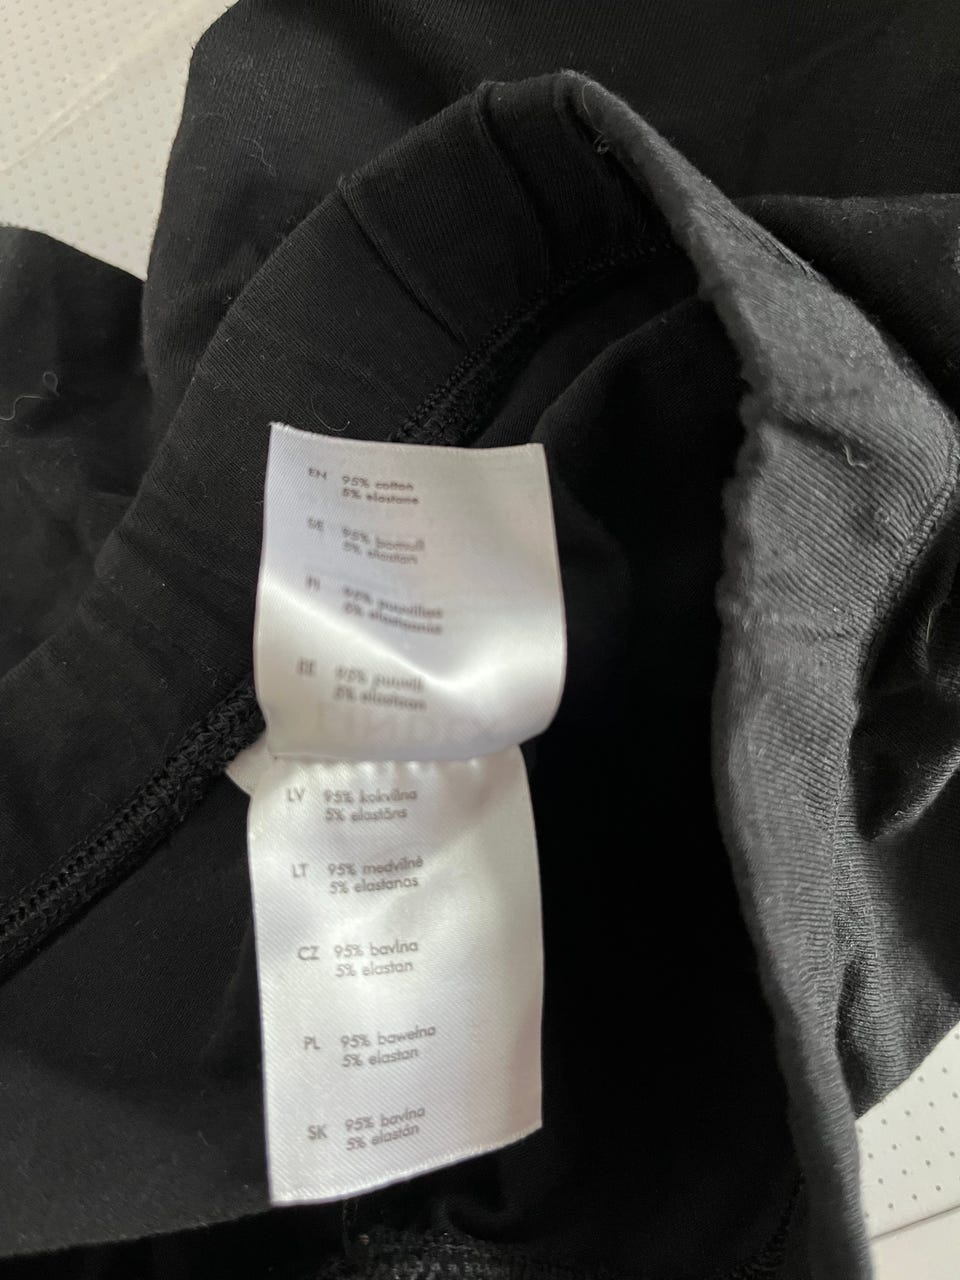 EN 95% cotton
5% elastane
SE 95% bomull
5% elastan
FI 95% puuvillaa
5% elastaania
EE 95% puuvill
5% elastaan
LV 95% kokvilna
5% elastāns
LT 95% medvilnė
5% elastanas
CZ 95% bavlna
5% elastan
PL 95% bawełna
5% elastan
SK 95% bavlna
5% elastán